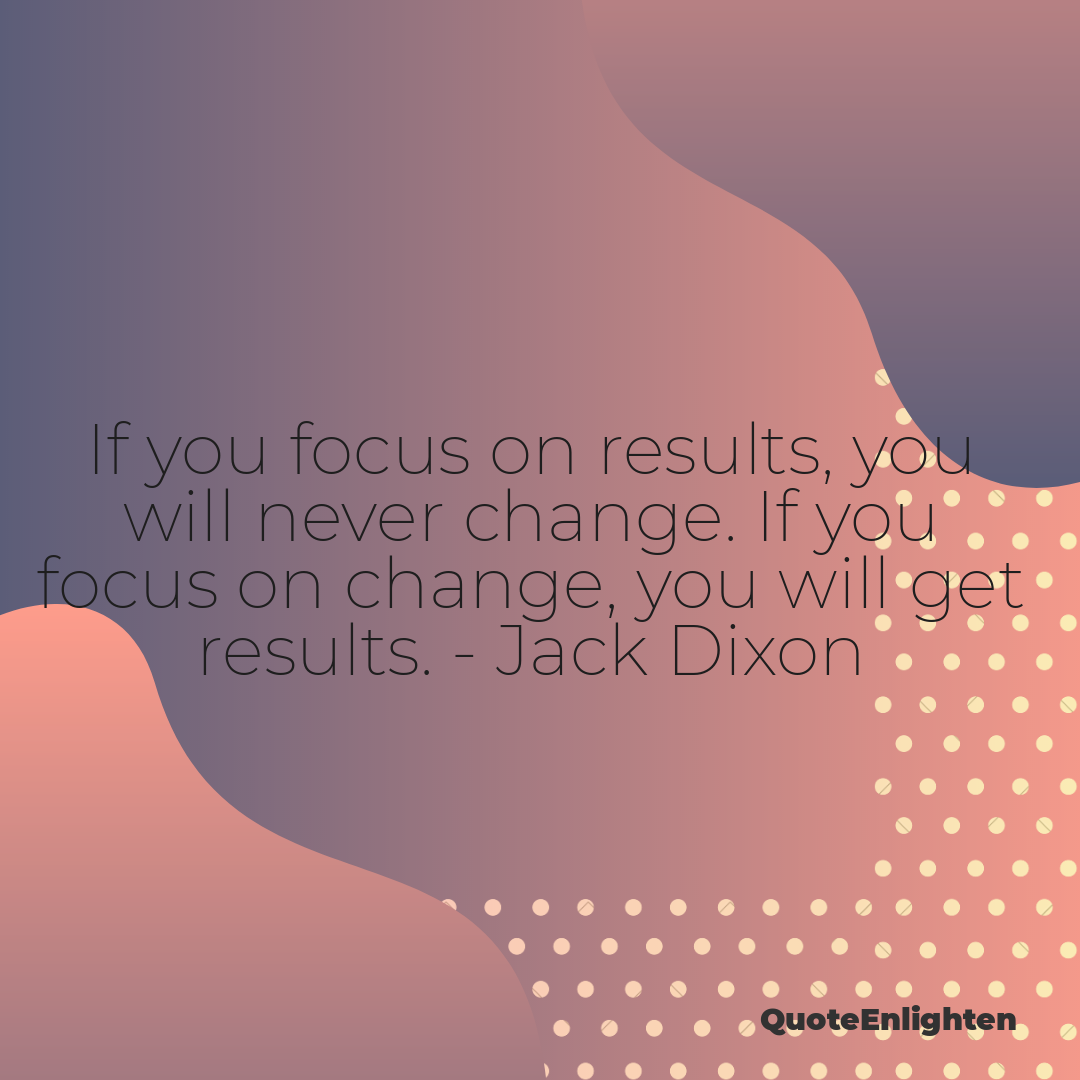 If you focus on results, you
will never change. If you
focus on change, you will get
results. - Jack Dixon
QuoteEnlighten